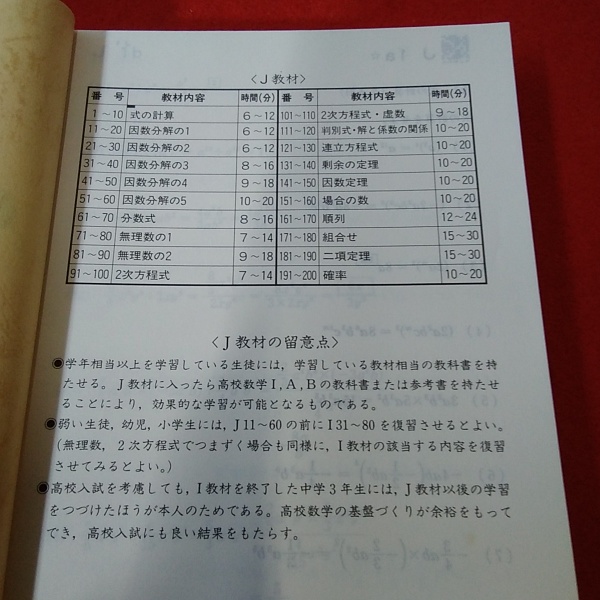 〈J教材〉
番 号 教材内容 時間(分) 番 号 教材内容 時間(分)
1～10 式の計算 6～12 101～110 2次方程式・虚数 9～18
11～20 因数分解の1 6～12 111～120 判別式・解と係数の関係 10～20
21～30 因数分解の2 6～12 121～130 連立方程式 10～20
31～40 因数分解の3 8～16 131～140 剰余の定理 10～20
41～50 因数分解の4 9～18 141～150 因数定理 10～20
51～60 因数分解の5 10～20 151～160 場合の数 10～20
61～70 分数式 8～16 161～170 順列 12～24
71～80 無理数の1 7～14 171～180 組合せ 15～30
81～90 無理数の2 9～18 181～190 二項定理 15～30
91～100 2次方程式 7～14 191～200 確率 10～20
〈J教材の留意点〉
◉学年相当以上を学習している生徒には，学習している教材相当の教科書を持
たせる。J教材に入ったら高校数学I，A，Bの教科書または参考書を持たせ
ることにより，効果的な学習が可能となるものである。
◉弱い生徒，幼児，小学生には，J11～60の前にI31～80を復習させるとよい。
（無理数，2次方程式でつまずく場合も同様に，I教材の該当する内容を復習
させてみるとよい。）
◉高校入試を考慮しても，I教材を終了した中学3年生には，J教材以後の学習
をつづけたほうが本人のためである。高校数学の基盤づくりが余裕をもって
でき，高校入試にも良い結果をもたらす。